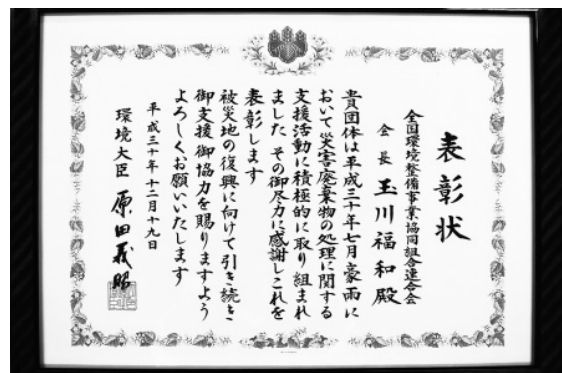 表彰状
全国環境整備事業協同組合連合会
会長 玉川福和殿
貴団体は平成三十年七月豪雨に
おいて災害廃棄物の処理に関する
支援活動に積極的に取り組まれ
ました その御尽力に感謝しこれを
表彰します
被災地の復興に向けて引き続き
御支援 御協力を賜りますよう
よろしくお願いいたします
平成三十年十二月十九日
環境大臣 原田義昭